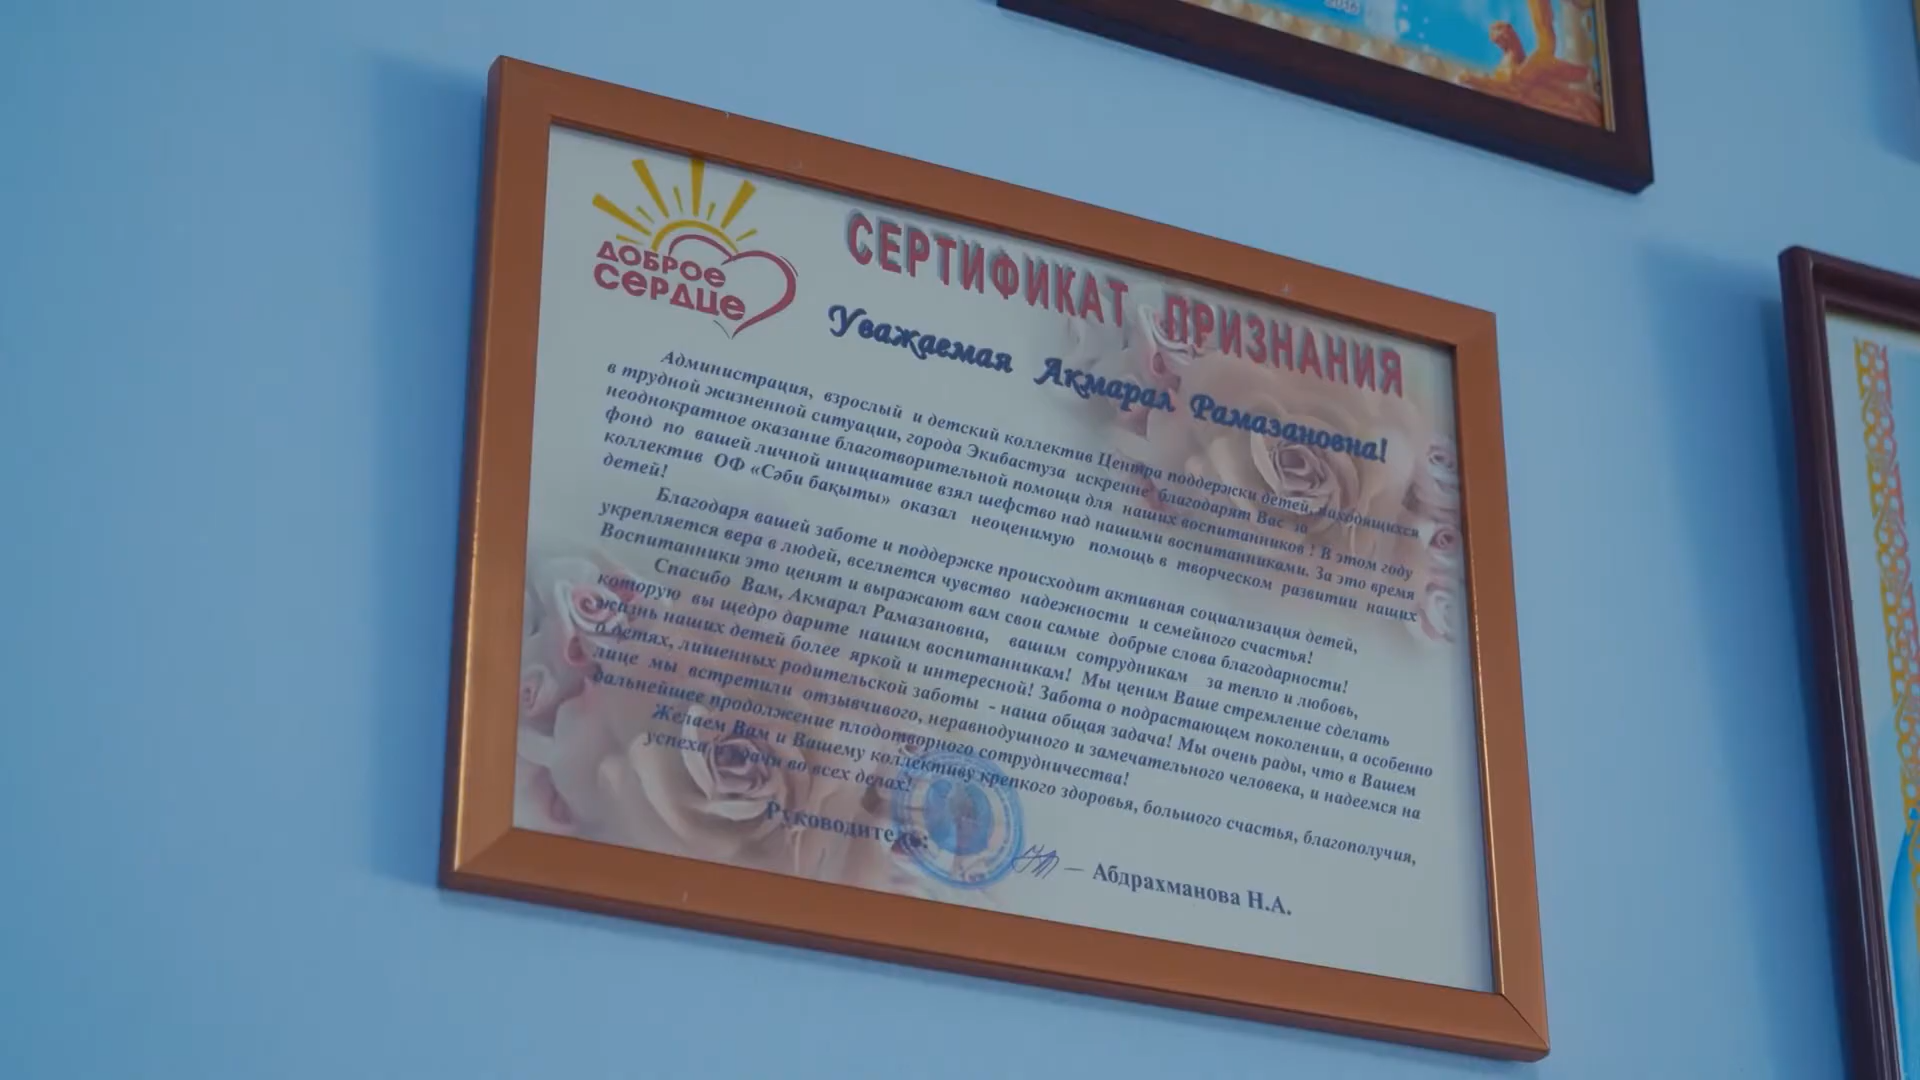 2016
ДОБРОЕ
СЕРДЦЕ
СЕРТИФИКАТ ПРИЗНАНИЯ
Уважаемая Акмарал Рамазановна!
Администрация, взрослый и детский коллектив Центра поддержки детей, находящихся
в трудной жизненной ситуации, города Экибастуза искренне благодарят Вас за
неоднократное оказание благотворительной помощи для наших воспитанников ! В этом году
фонд по вашей личной инициативе взял шефство над нашими воспитанниками. За это время
коллектив ОФ «Сәби бақыты» оказал неоценимую помощь в творческом развитии наших
детей!
Благодаря вашей заботе и поддержке происходит активная социализация детей,
укрепляется вера в людей, вселяется чувство надежности и семейного счастья!
Воспитанники это ценят и выражают вам свои самые добрые слова благодарности!
Спасибо Вам, Акмарал Рамазановна, вашим сотрудникам за тепло и любовь,
которую вы щедро дарите нашим воспитанникам! Мы ценим Ваше стремление сделать
жизнь наших детей более яркой и интересной! Забота о подрастающем поколении, а особенно
о детях, лишенных родительской заботы - наша общая задача! Мы очень рады, что в Вашем
лице мы встретили отзывчивого, неравнодушного и замечательного человека, и надеемся на
дальнейшее продолжение плодотворного сотрудничества!
Желаем Вам и Вашему коллективу крепкого здоровья, большого счастья, благополучия,
успеха и удачи во всех делах!
Руководитель: — Абдрахманова Н.А.